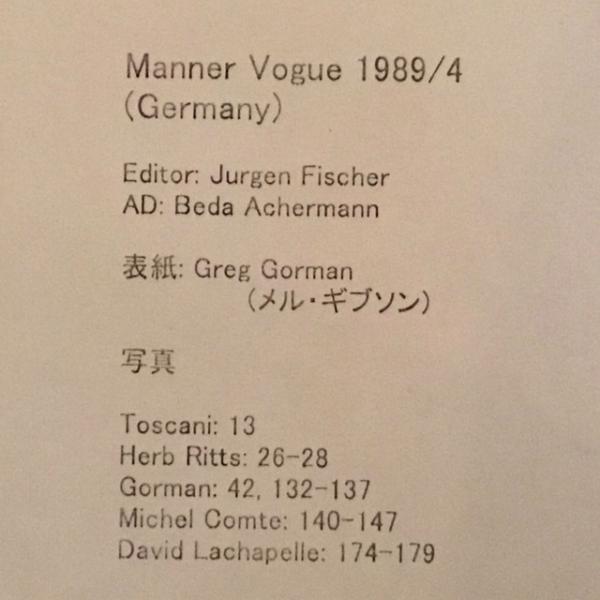 Manner Vogue 1989/4
(Germany)
Editor: Jurgen Fischer
AD: Beda Achermann
表紙: Greg Gorman
(メル・ギブソン)
写真
Toscani: 13
Herb Ritts: 26-28
Gorman: 42, 132-137
Michel Comte: 140-147
David Lachapelle: 174-179